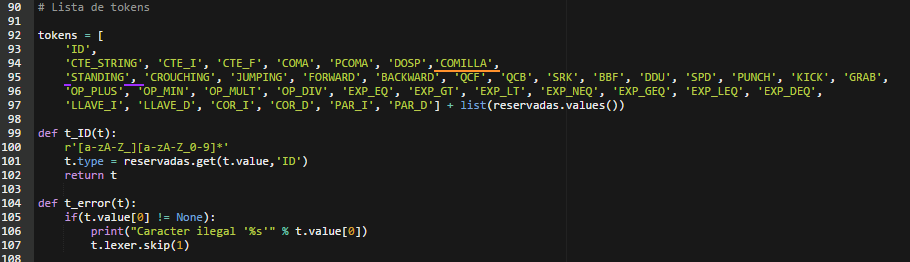 90 # Lista de tokens
91
92 tokens = [
93     'ID',
94     'CTE_STRING', 'CTE_I', 'CTE_F', 'COMA', 'PCOMA', 'DOSP','COMILLA',
95     'STANDING', 'CROUCHING', 'JUMPING', 'FORWARD', 'BACKWARD', 'QCF', 'QCB', 'SRK', 'BBF', 'DDU', 'SPD', 'PUNCH', 'KICK', 'GRAB',
96     'OP_PLUS', 'OP_MIN', 'OP_MULT', 'OP_DIV', 'EXP_EQ', 'EXP_GT', 'EXP_LT', 'EXP_NEQ', 'EXP_GEQ', 'EXP_LEQ', 'EXP_DEQ',
97     'LLAVE_I', 'LLAVE_D', 'COR_I', 'COR_D', 'PAR_I', 'PAR_D'] + list(reservadas.values())
98
99 def t_ID(t):
100     r'[a-zA-Z_][a-zA-Z_0-9]*'
101     t.type = reservadas.get(t.value,'ID')
102     return t
103
104 def t_error(t):
105     if(t.value[0] != None):
106         print("Caracter ilegal '%s'" % t.value[0])
107         t.lexer.skip(1)
108